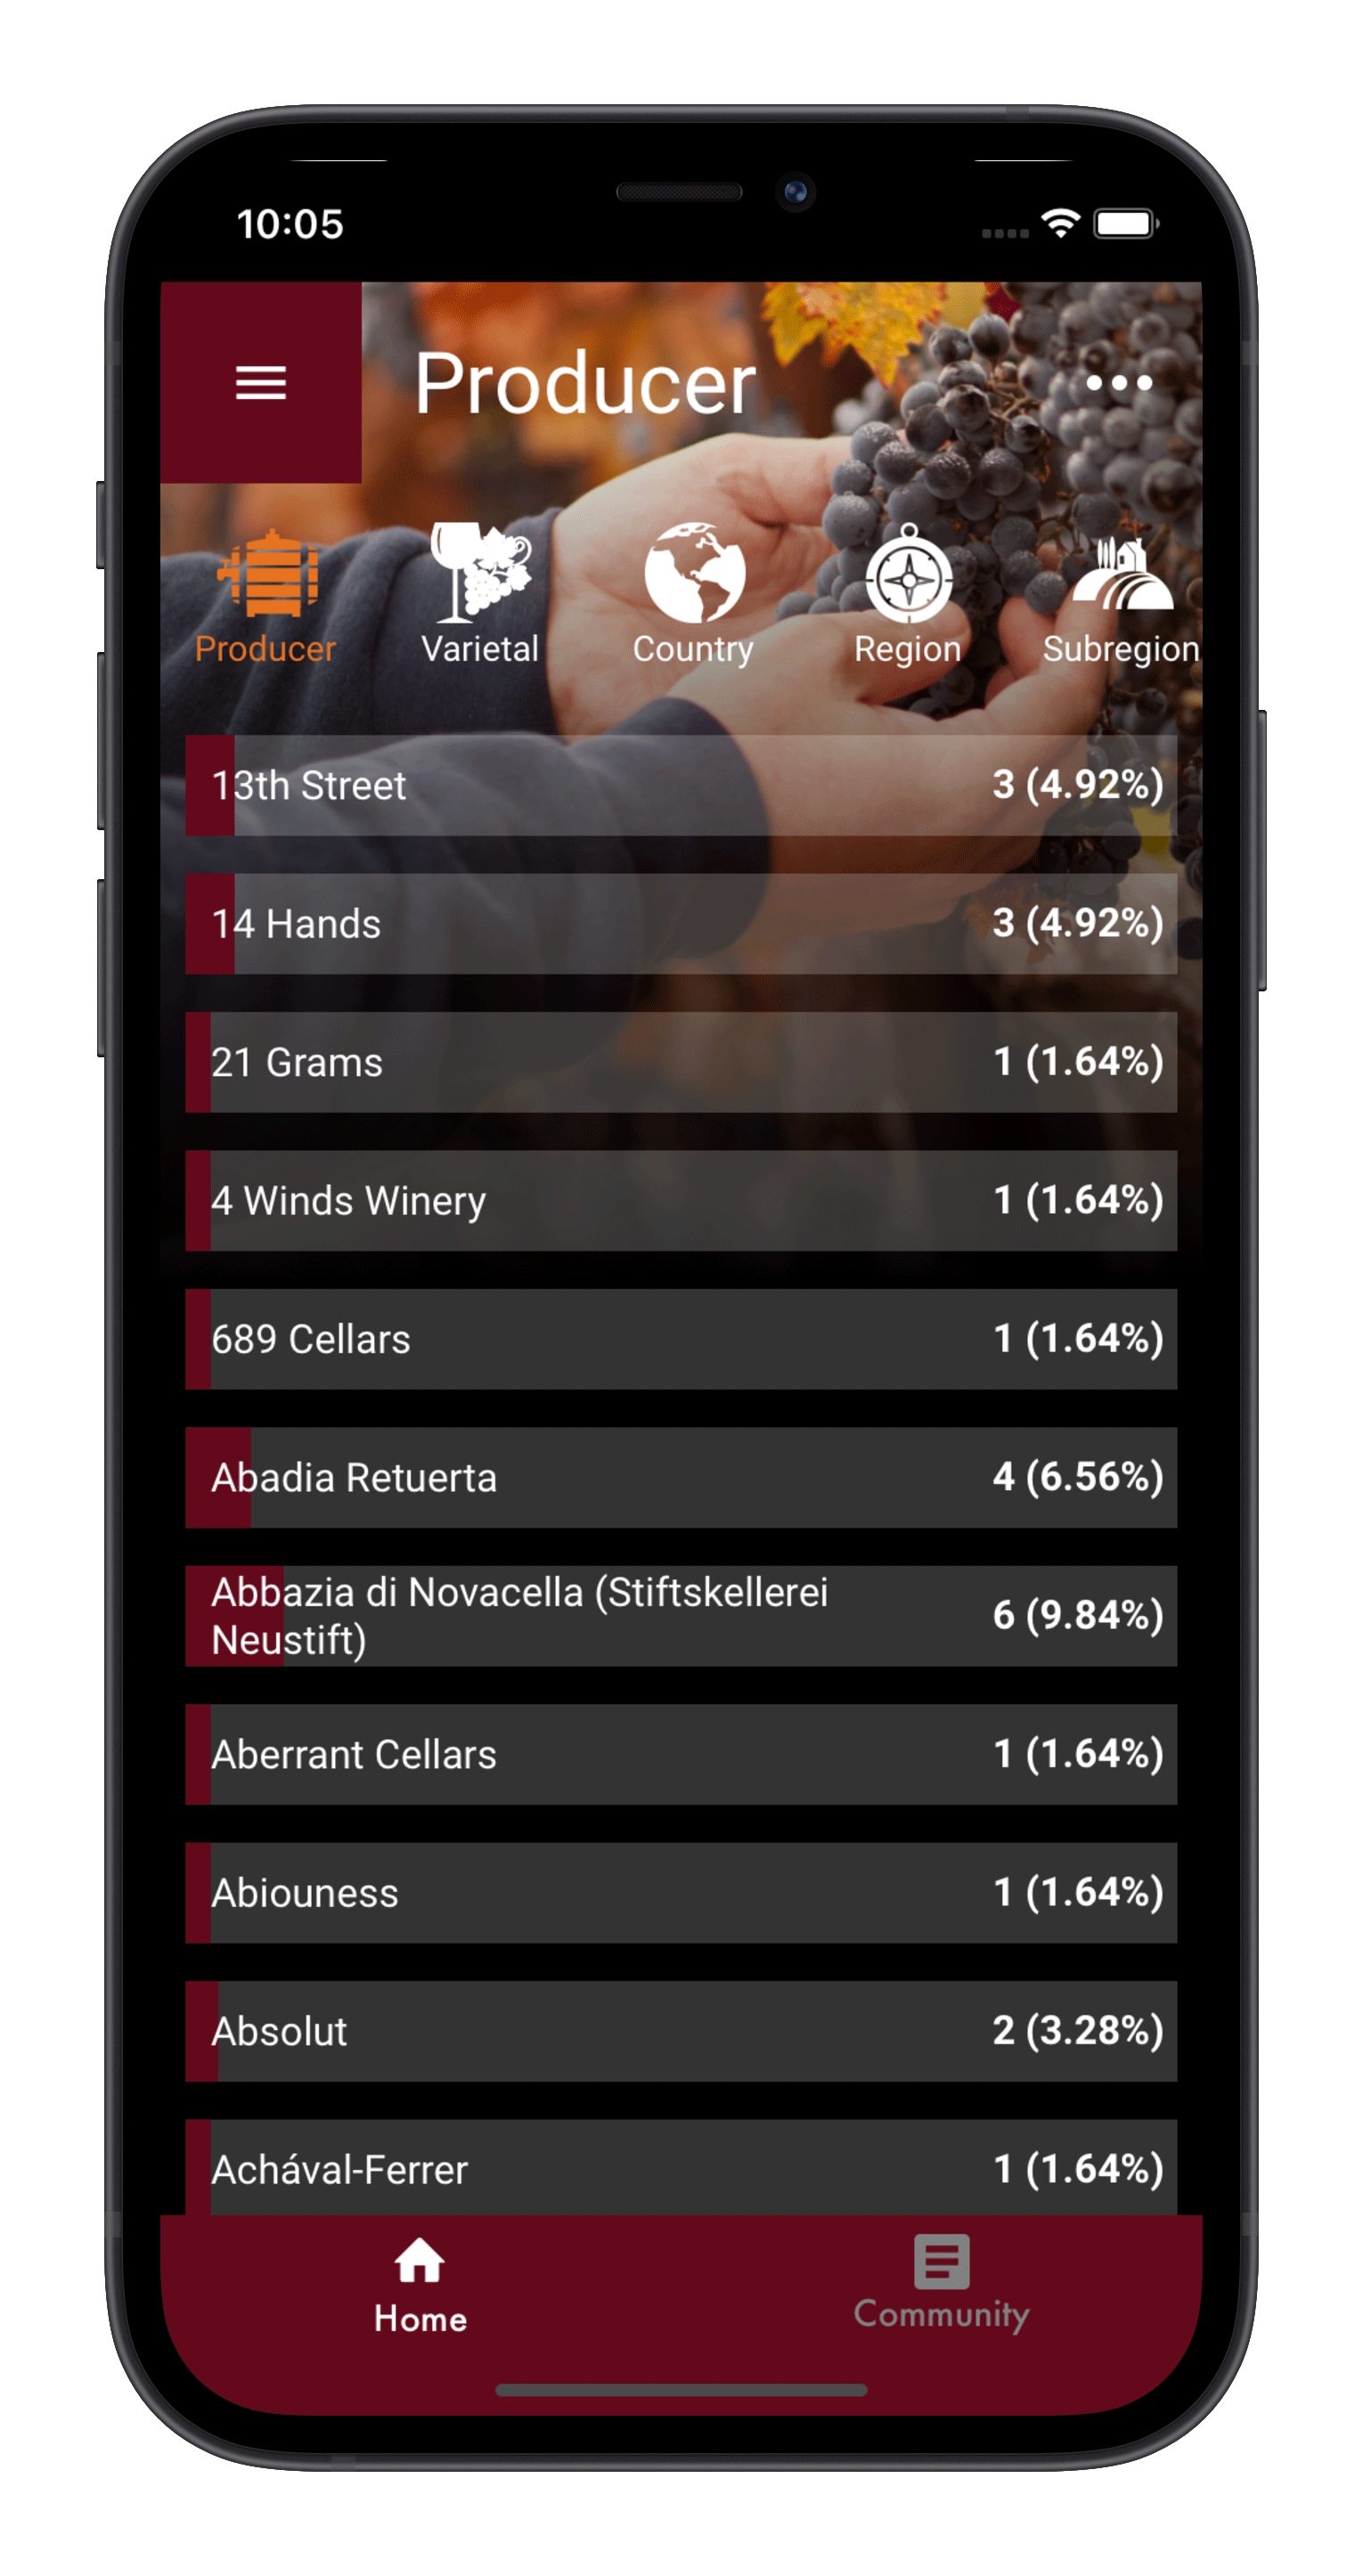 10:05
Producer
Producer
Varietal
Country
Region
Subregion
13th Street 3 (4.92%)
14 Hands 3 (4.92%)
21 Grams 1 (1.64%)
4 Winds Winery 1 (1.64%)
689 Cellars 1 (1.64%)
Abadia Retuerta 4 (6.56%)
Abbazia di Novacella (Stiftskellerei
Neustift) 6 (9.84%)
Aberrant Cellars 1 (1.64%)
Abiouness 1 (1.64%)
Absolut 2 (3.28%)
Achával-Ferrer 1 (1.64%)
Home
Community